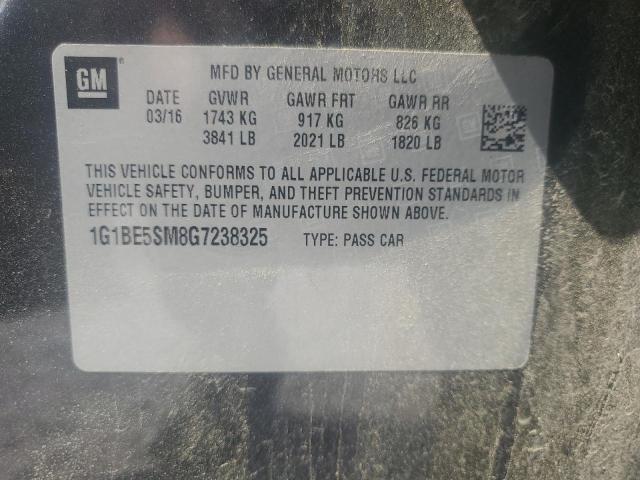 GM
MFD BY GENERAL MOTORS LLC
DATE GVWR GAWR FRT GAWR RR
03/16 1743 KG 917 KG 826 KG
3841 LB 2021 LB 1820 LB
THIS VEHICLE CONFORMS TO ALL APPLICABLE U.S. FEDERAL MOTOR
VEHICLE SAFETY, BUMPER, AND THEFT PREVENTION STANDARDS IN
EFFECT ON THE DATE OF MANUFACTURE SHOWN ABOVE.
1G1BE5SM8G7238325 TYPE: PASS CAR